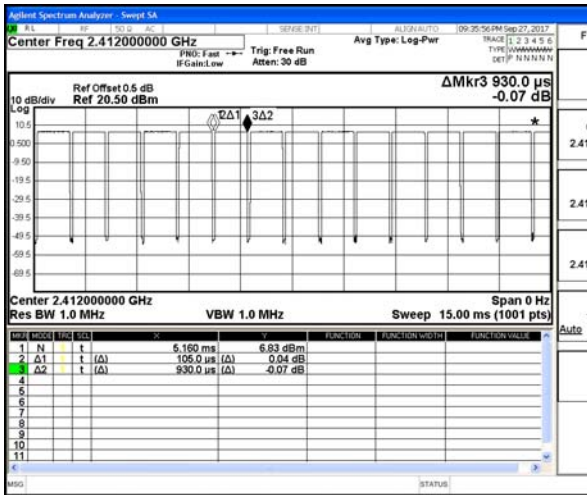 Agilent Spectrum Analyzer - Swept SA
RL RF 50 Ω AC SENSE:INT ALIGN AUTO 09:35:56 PM Sep 27, 2017
Center Freq 2.412000000 GHz
PNO: Fast
IFGain:Low
Trig: Free Run
Atten: 30 dB
Avg Type: Log-Pwr
TRACE 1 2 3 4 5 6
TYPE
DET P N N N N N
F
ΔMkr3 930.0 µs
-0.07 dB
Ref Offset 0.5 dB
Ref 20.50 dBm
10 dB/div
Log
10.5
0.500
-9.50
-19.5
-29.5
-39.5
-49.5
-59.5
-69.5
2Δ1
3Δ2
2.41
2.41
2.41
Auto
Center 2.412000000 GHz
Span 0 Hz
Res BW 1.0 MHz
VBW 1.0 MHz
Sweep 15.00 ms (1001 pts)
MKR MODE TRC SCL X Y FUNCTION FUNCTION WIDTH FUNCTION VALUE
1 N 1 t 5.160 ms 6.83 dBm
2 Δ1 1 t (Δ) 105.0 µs (Δ) 0.04 dB
3 Δ2 1 t (Δ) 930.0 µs (Δ) -0.07 dB
4
5
6
7
8
9
10
11
MSG
STATUS